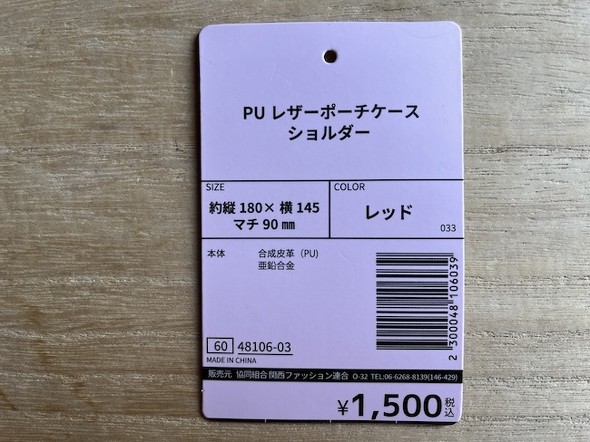 PU レザーポーチケース
ショルダー
SIZE
約縦 180× 横 145
マチ 90 ㎜
COLOR
レッド
033
本体 合成皮革（PU)
亜鉛合金
2 300048 106039
60 48106-03
MADE IN CHINA
販売元 協同組合 関西ファッション連合 O-32 TEL:06-6268-8139(146-429)
¥1,500 税込